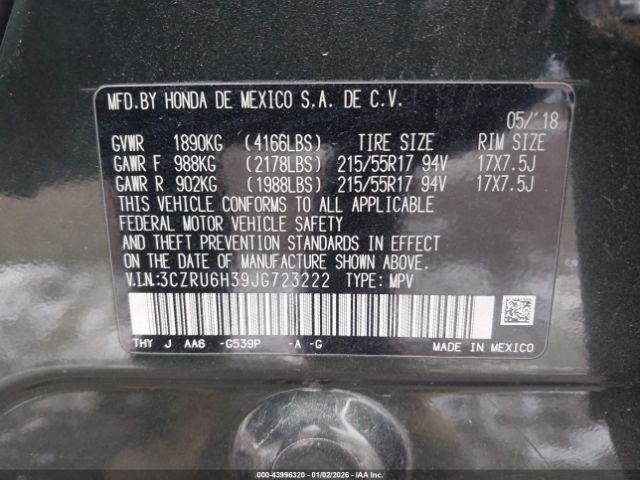 MFD.BY HONDA DE MEXICO S.A. DE C.V.
05/'18
GVWR 1890KG (4166LBS) TIRE SIZE RIM SIZE
GAWR F 988KG (2178LBS) 215/55R17 94V 17X7.5J
GAWR R 902KG (1988LBS) 215/55R17 94V 17X7.5J
THIS VEHICLE CONFORMS TO ALL APPLICABLE
FEDERAL MOTOR VEHICLE SAFETY
AND THEFT PREVENTION STANDARDS IN EFFECT
ON THE DATE OF MANUFACTURE SHOWN ABOVE.
V.I.N:3CZRU6H39JG723222 TYPE: MPV
THY J AA6 -G539P -A -G MADE IN MEXICO
000-43996320 | 01/02/2026 | IAA Inc.